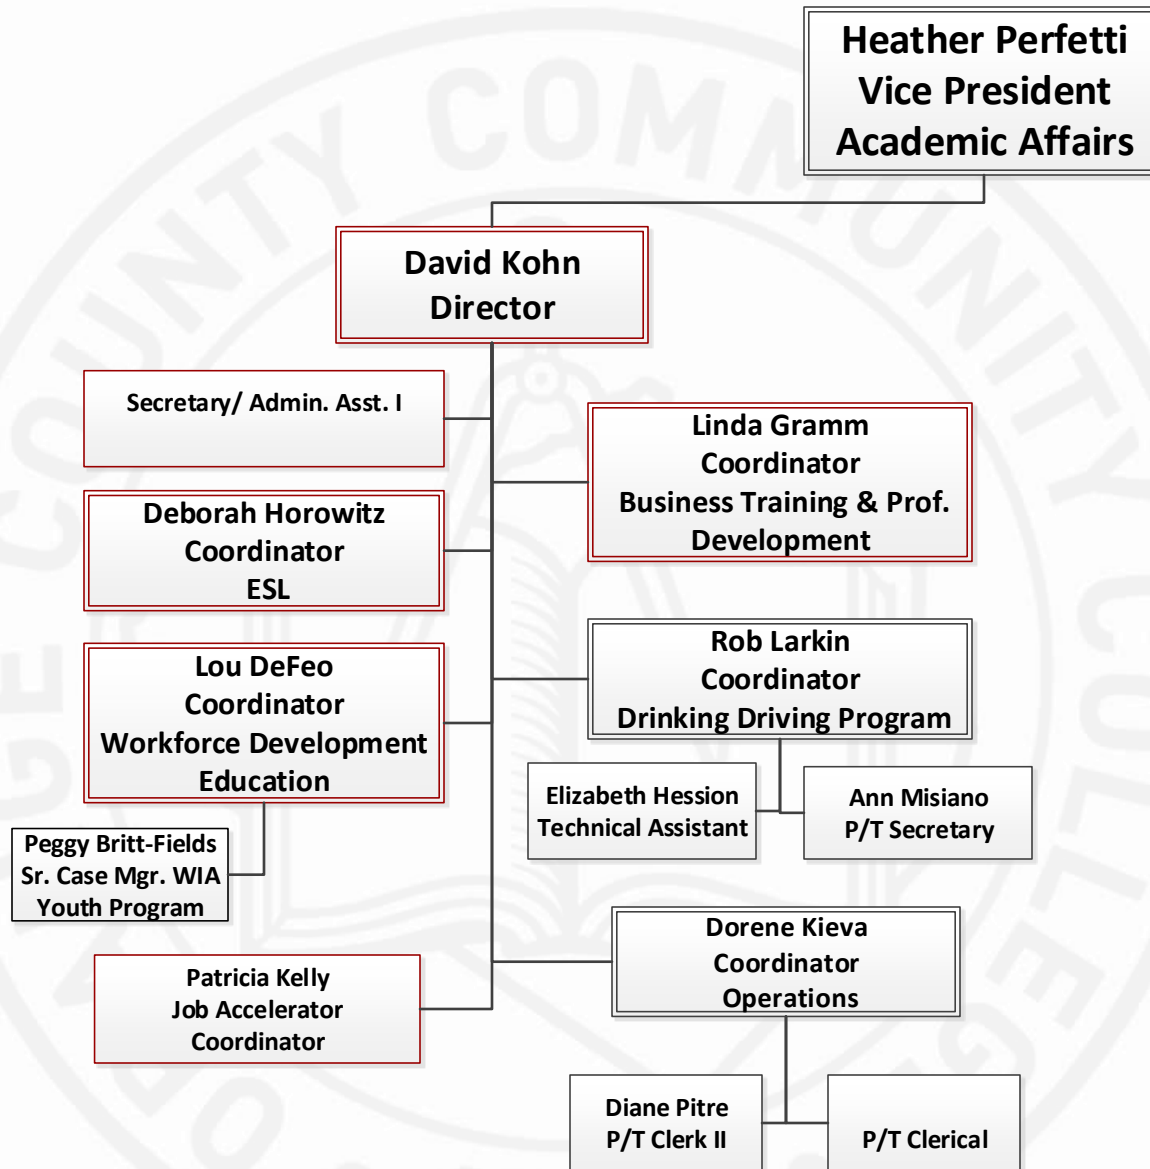 Heather Perfetti
Vice President
Academic Affairs
David Kohn
Director
Secretary/ Admin. Asst. I
Linda Gramm
Coordinator
Business Training & Prof.
Development
Deborah Horowitz
Coordinator
ESL
Rob Larkin
Coordinator
Drinking Driving Program
Lou DeFeo
Coordinator
Workforce Development
Education
Elizabeth Hession
Technical Assistant
Ann Misiano
P/T Secretary
Peggy Britt-Fields
Sr. Case Mgr. WIA
Youth Program
Dorene Kieva
Coordinator
Operations
Patricia Kelly
Job Accelerator
Coordinator
Diane Pitre
P/T Clerk II
P/T Clerical
COUNTY COMMUNITY COLLEGE